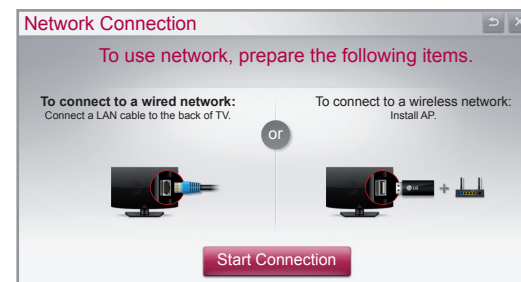 Network Connection
To use network, prepare the following items.
To connect to a wired network:
Connect a LAN cable to the back of TV.
or
To connect to a wireless network:
Install AP.
LG
+
Start Connection